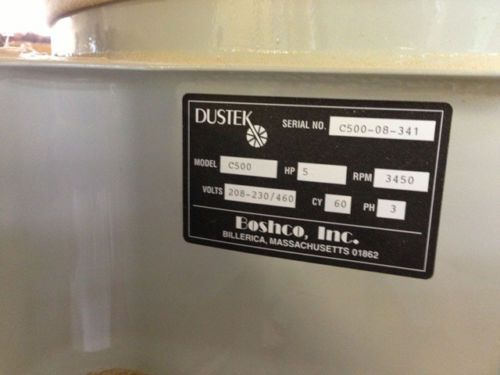 DUSTEK
SERIAL NO. C500-08-341
MODEL C500 HP 5 RPM 3450
VOLTS 208-230/460 CY 60 PH 3
Boshco, Inc.
BILLERICA, MASSACHUSETTS 01862